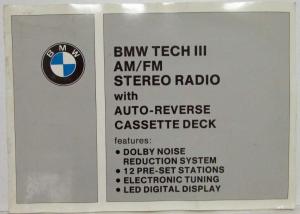 BMW
BMW TECH III
AM/FM
STEREO RADIO
with
AUTO-REVERSE
CASSETTE DECK
features:
• DOLBY NOISE
REDUCTION SYSTEM
• 12 PRE-SET STATIONS
• ELECTRONIC TUNING
• LED DIGITAL DISPLAY